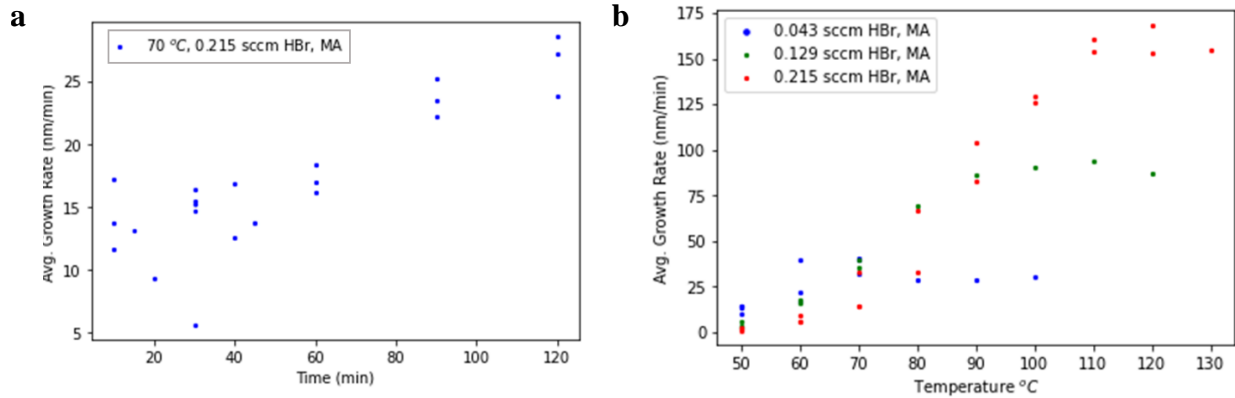 a
70 °C, 0.215 sccm HBr, MA
Avg. Growth Rate (nm/min)
25
20
15
10
5
20 40 60 80 100 120
Time (min)
b
0.043 sccm HBr, MA
0.129 sccm HBr, MA
0.215 sccm HBr, MA
Avg. Growth Rate (nm/min)
175
150
125
100
75
50
25
0
50 60 70 80 90 100 110 120 130
Temperature °C